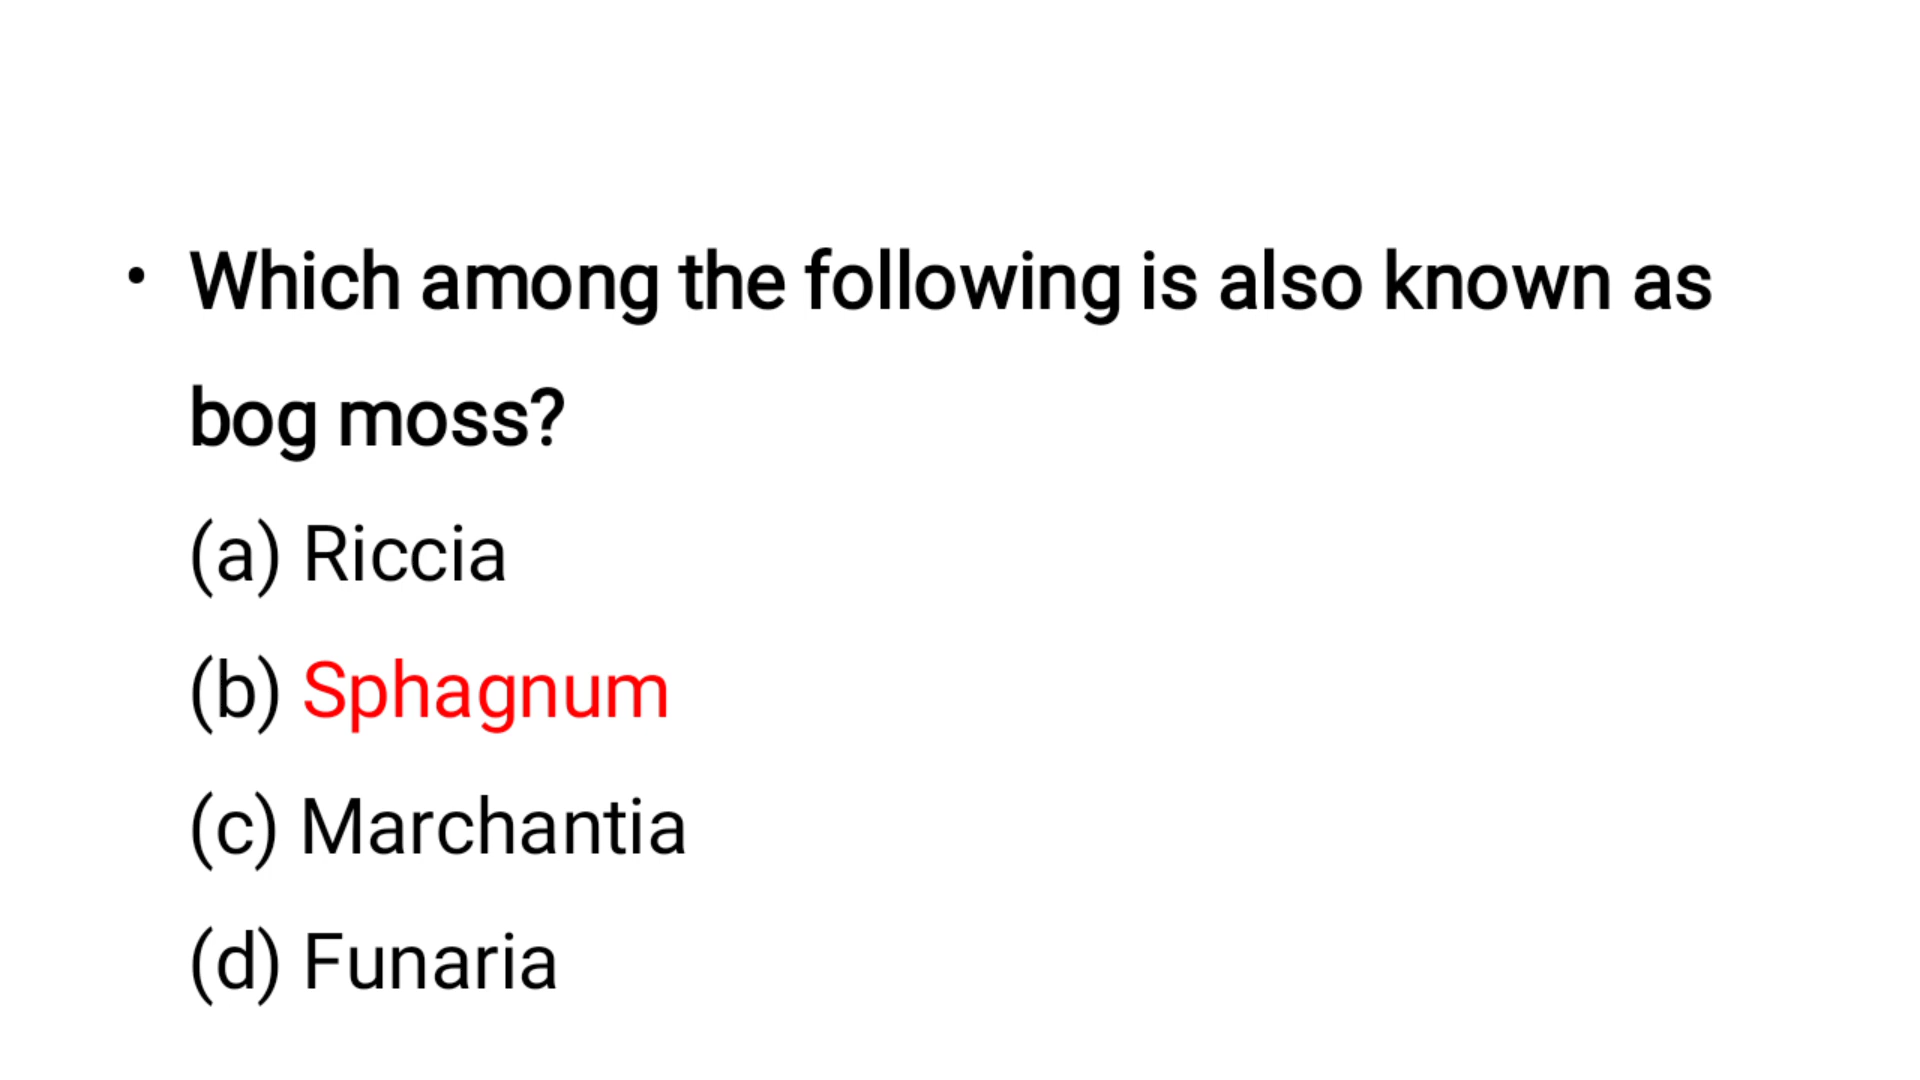 • Which among the following is also known as
bog moss?
(a) Riccia
(b) Sphagnum
(c) Marchantia
(d) Funaria